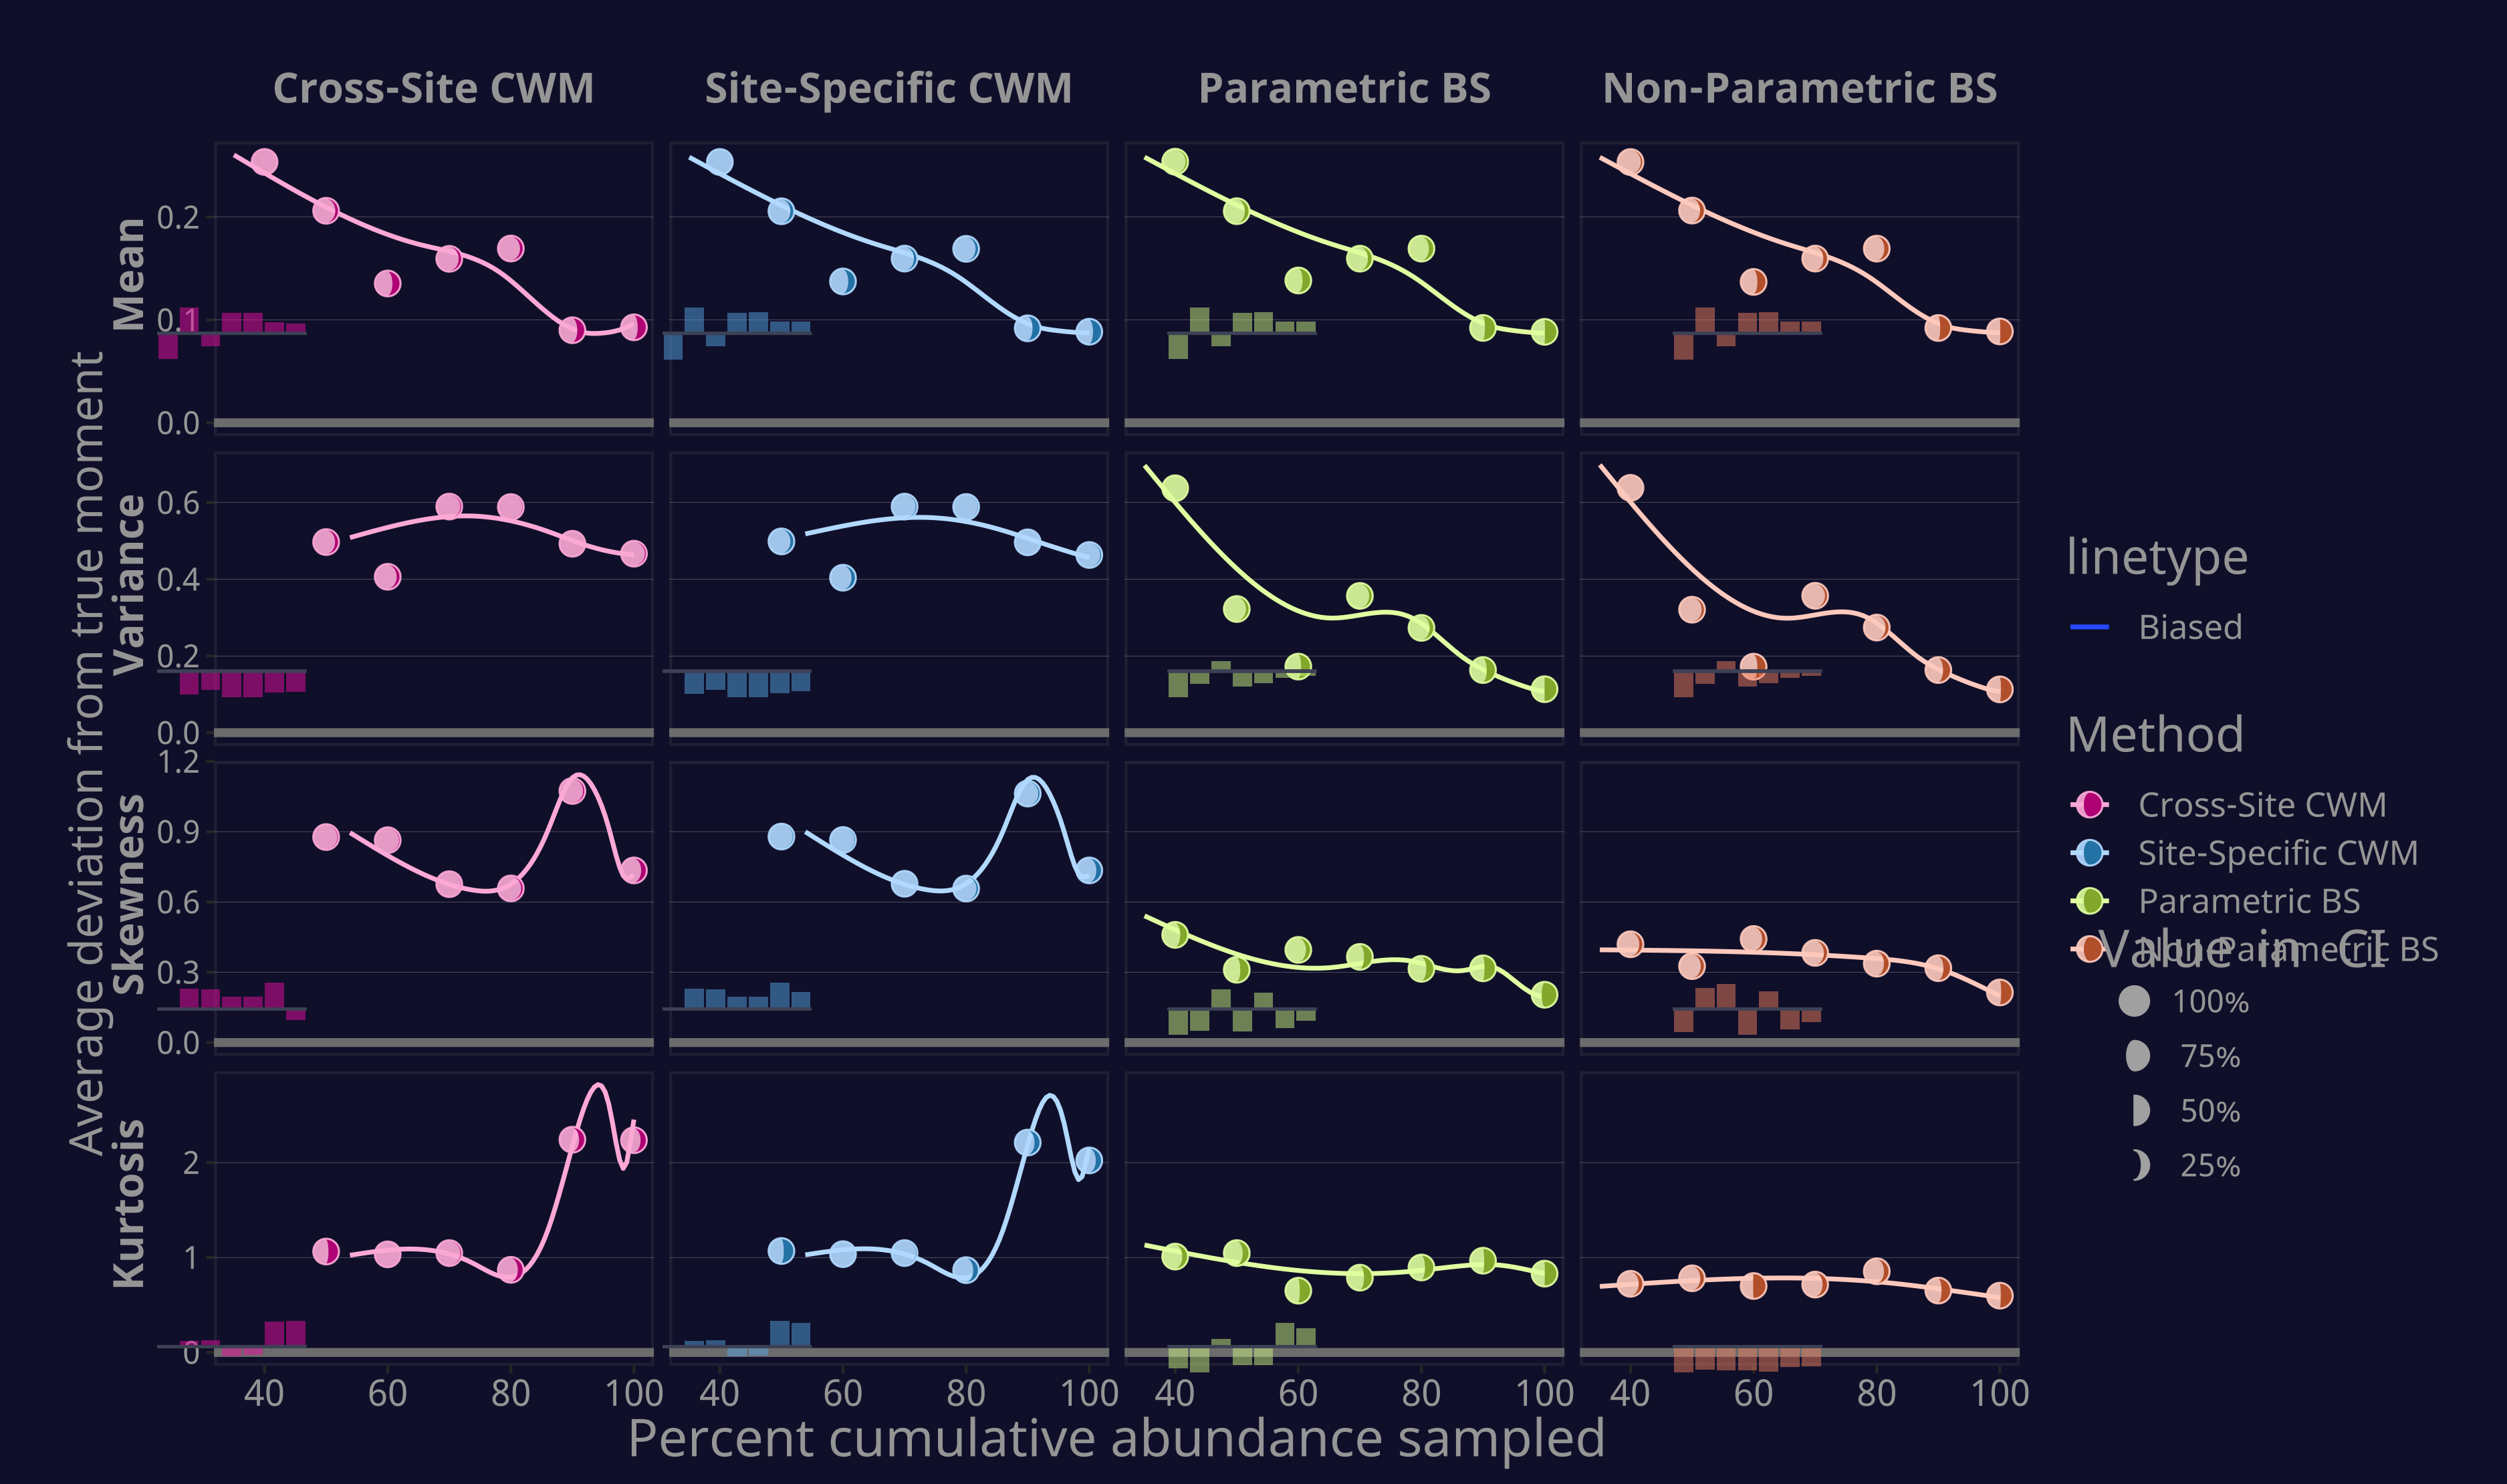 Cross-Site CWM
Site-Specific CWM
Parametric BS
Non-Parametric BS
Average deviation from true moment
Mean
0.2
0.1
0.0
Variance
0.6
0.4
0.2
0.0
Skewness
1.2
0.9
0.6
0.3
0.0
Kurtosis
2
1
0
40 60 80 100
40 60 80 100
40 60 80 100
40 60 80 100
Percent cumulative abundance sampled
linetype
Biased
Method
Cross-Site CWM
Site-Specific CWM
Parametric BS
Non-Parametric BS
Value in CI
100%
75%
50%
25%